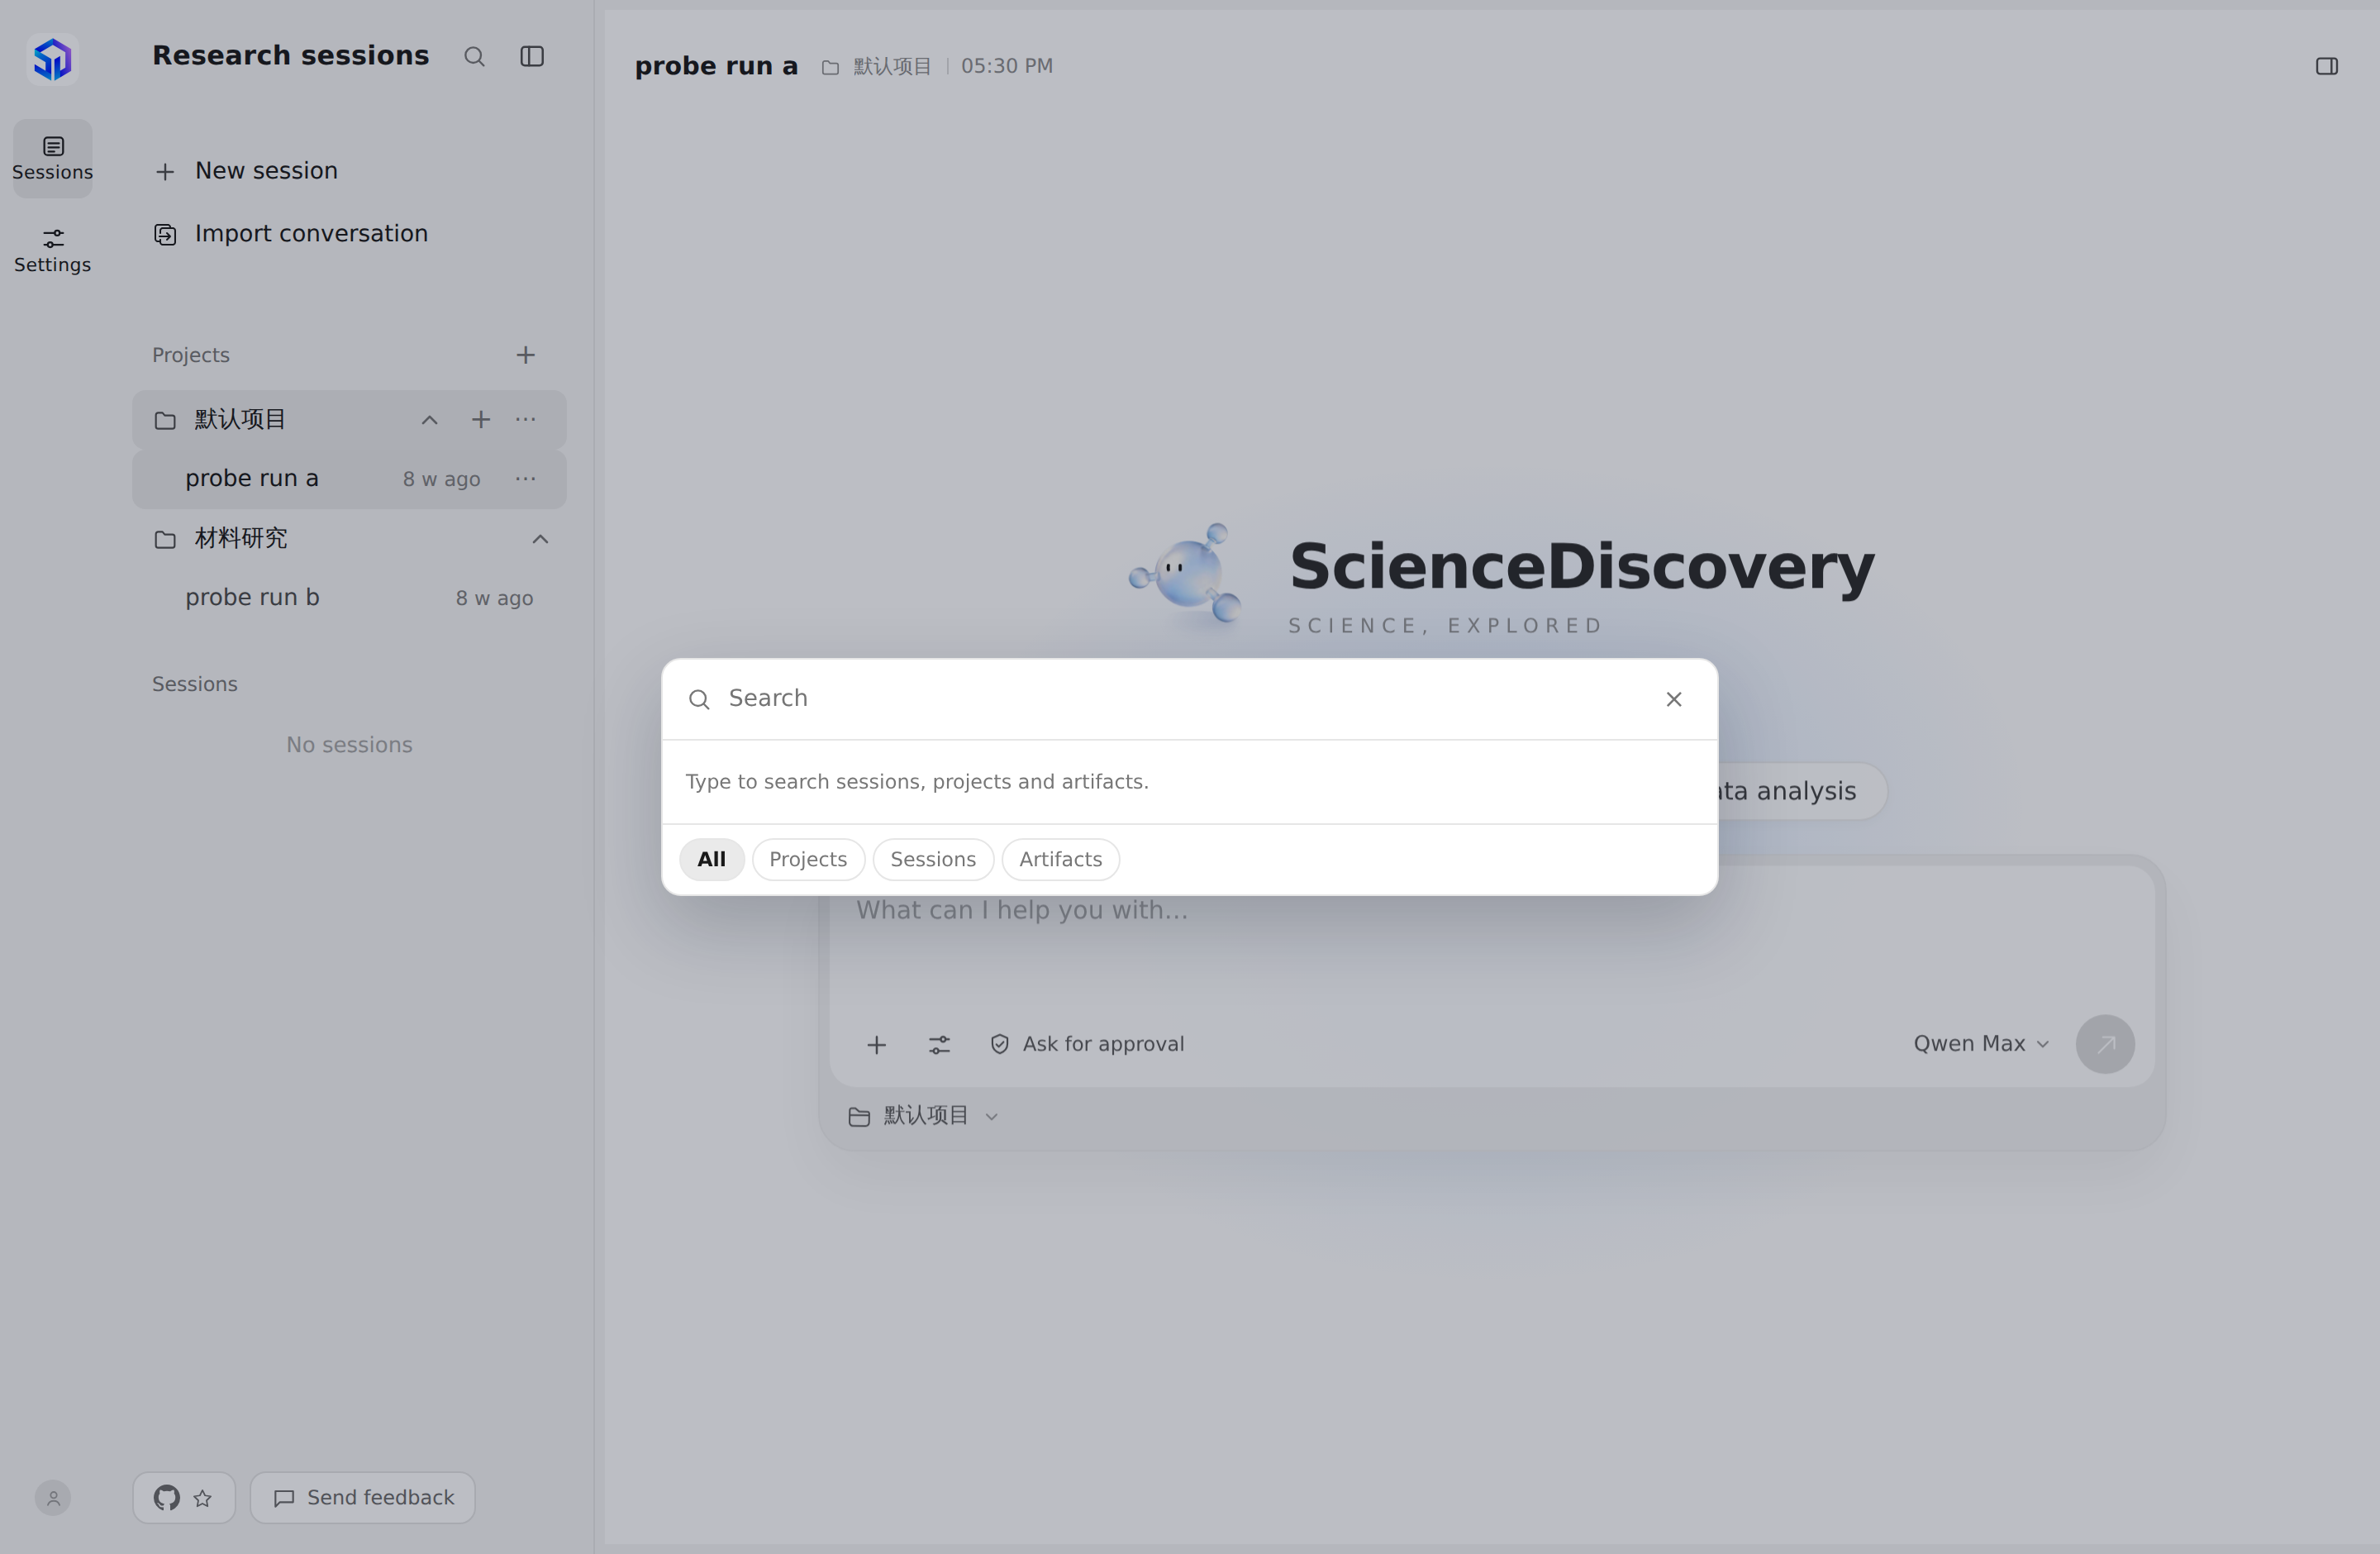 Research sessions
Sessions
Settings
New session
Import conversation
Projects
默认项目
probe run a 8 w ago
材料研究
probe run b 8 w ago
Sessions
No sessions
Send feedback
probe run a 默认项目 05:30 PM
ScienceDiscovery
SCIENCE, EXPLORED
Search
Type to search sessions, projects and artifacts.
All Projects Sessions Artifacts
analysis
What can I help you with...
Ask for approval Qwen Max
默认项目